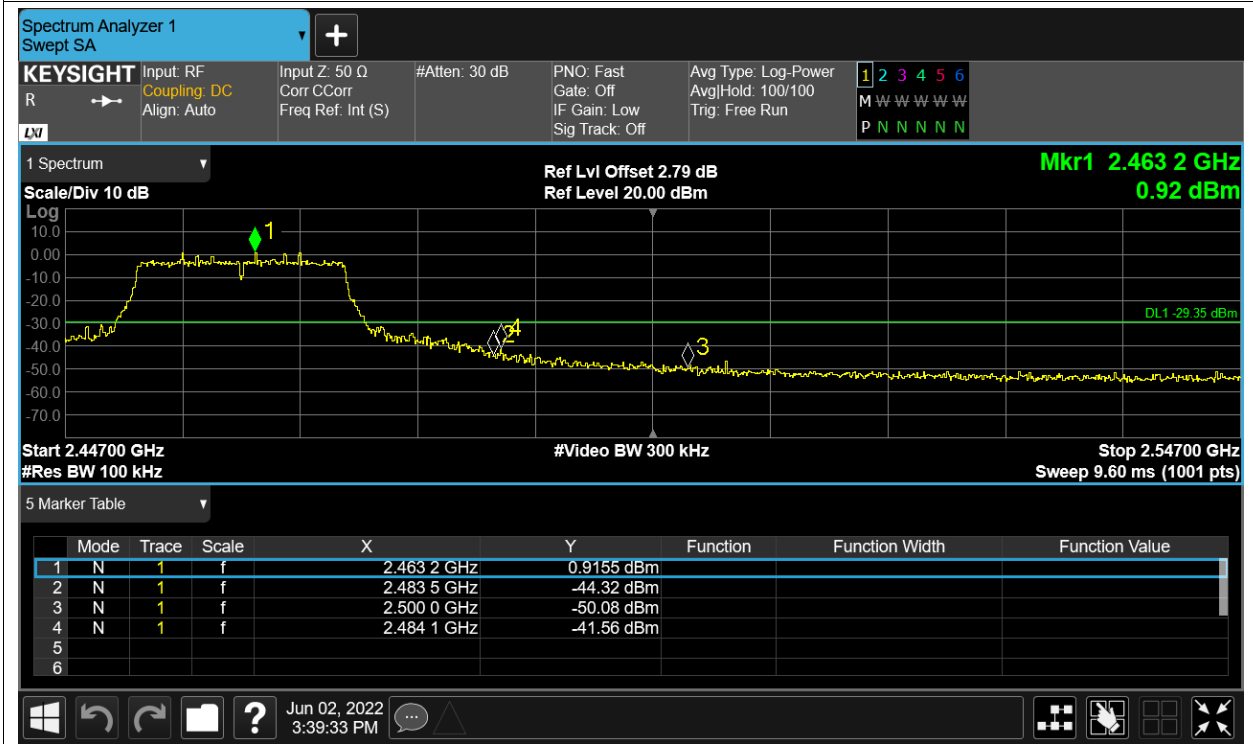 Spectrum Analyzer 1
Swept SA
+
KEYSIGHT Input: RF Input Z: 50 Ω #Atten: 30 dB PNO: Fast Avg Type: Log-Power 1 2 3 4 5 6
R Coupling: DC Corr CCorr Gate: Off Avg|Hold: 100/100 M W W W W W
Align: Auto Freq Ref: Int (S) IF Gain: Low Trig: Free Run
LXI Sig Track: Off P N N N N N
1 Spectrum Ref Lvl Offset 2.79 dB Mkr1 2.463 2 GHz
Scale/Div 10 dB Ref Level 20.00 dBm 0.92 dBm
Log
10.0
1
0.00
-10.0
-20.0
-30.0
DL1 -29.35 dBm
2 4
-40.0
3
-50.0
-60.0
-70.0
Start 2.44700 GHz #Video BW 300 kHz Stop 2.54700 GHz
#Res BW 100 kHz Sweep 9.60 ms (1001 pts)
5 Marker Table
Mode Trace Scale X Y Function Function Width Function Value
1 N 1 f 2.463 2 GHz 0.9155 dBm
2 N 1 f 2.483 5 GHz -44.32 dBm
3 N 1 f 2.500 0 GHz -50.08 dBm
4 N 1 f 2.484 1 GHz -41.56 dBm
5
6
? Jun 02, 2022
3:39:33 PM